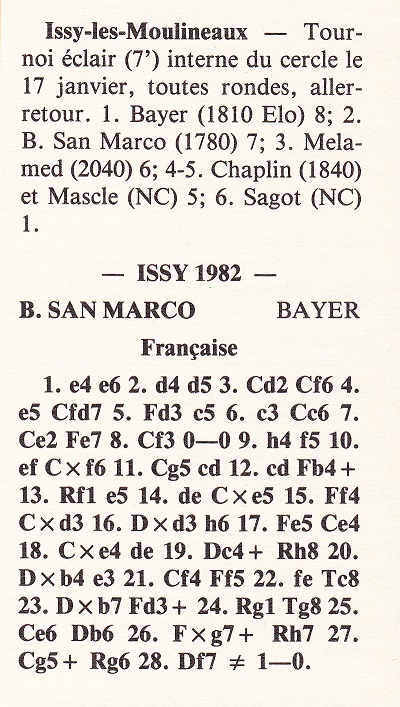 Issy-les-Moulineaux — Tour-
noi éclair (7') interne du cercle le
17 janvier, toutes rondes, aller-
retour. 1. Bayer (1810 Elo) 8; 2.
B. San Marco (1780) 7; 3. Mela-
med (2040) 6; 4-5. Chaplin (1840)
et Mascle (NC) 5; 6. Sagot (NC)
1.
— ISSY 1982 —
B. SAN MARCO BAYER
Française
1. e4 e6 2. d4 d5 3. Cd2 Cf6 4.
e5 Cfd7 5. Fd3 c5 6. c3 Cc6 7.
Ce2 Fe7 8. Cf3 0—0 9. h4 f5 10.
ef C×f6 11. Cg5 cd 12. cd Fb4+
13. Rf1 e5 14. de C×e5 15. Ff4
C×d3 16. D×d3 h6 17. Fe5 Ce4
18. C×e4 de 19. Dc4+ Rh8 20.
D×b4 e3 21. Cf4 Ff5 22. fe Tc8
23. D×b7 Fd3+ 24. Rg1 Tg8 25.
Ce6 Db6 26. F×g7+ Rh7 27.
Cg5+ Rg6 28. Df7 ≠ 1—0.